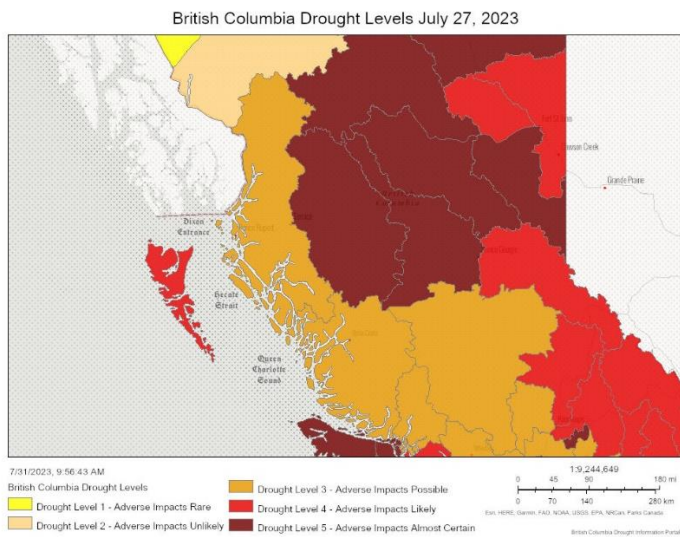 British Columbia Drought Levels July 27, 2023
Dawson Creek
Grande Prairie
Dixon
Entrance
Hecate
Strait
Queen
Charlotte
Sound
7/31/2023, 9:56:43 AM
1:9,244,649
British Columbia Drought Levels
0 45 90 180 mi
0 70 140 280 km
Drought Level 1 - Adverse Impacts Rare
Drought Level 2 - Adverse Impacts Unlikely
Drought Level 3 - Adverse Impacts Possible
Drought Level 4 - Adverse Impacts Likely
Drought Level 5 - Adverse Impacts Almost Certain
Esri, HERE, Garmin, FAO, NOAA, USGS, EPA, NRCan, Parks Canada
British Columbia Drought Information Portal